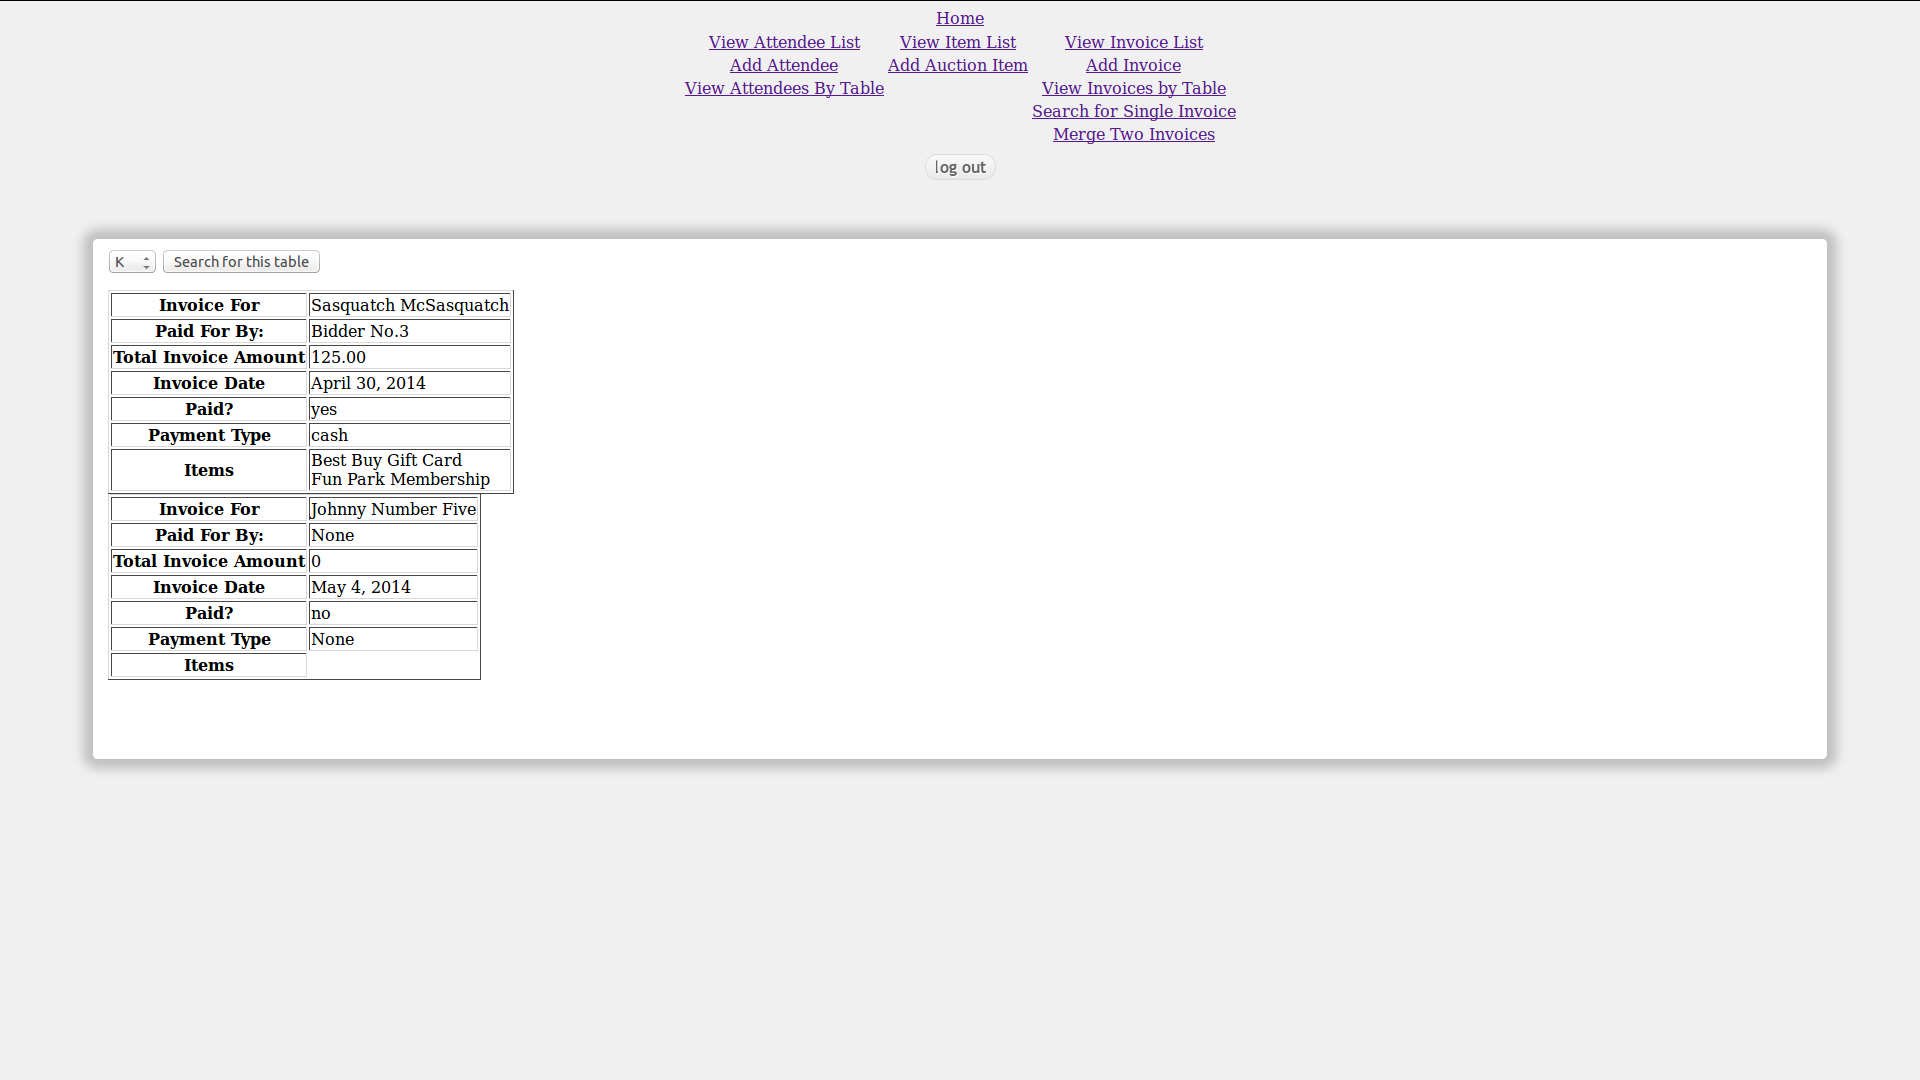 Home
View Attendee List View Item List View Invoice List
Add Attendee Add Auction Item Add Invoice
View Attendees By Table View Invoices by Table
Search for Single Invoice
Merge Two Invoices
log out
K Search for this table
Invoice For Sasquatch McSasquatch
Paid For By: Bidder No.3
Total Invoice Amount 125.00
Invoice Date April 30, 2014
Paid? yes
Payment Type cash
Items Best Buy Gift Card
Fun Park Membership
Invoice For Johnny Number Five
Paid For By: None
Total Invoice Amount 0
Invoice Date May 4, 2014
Paid? no
Payment Type None
Items